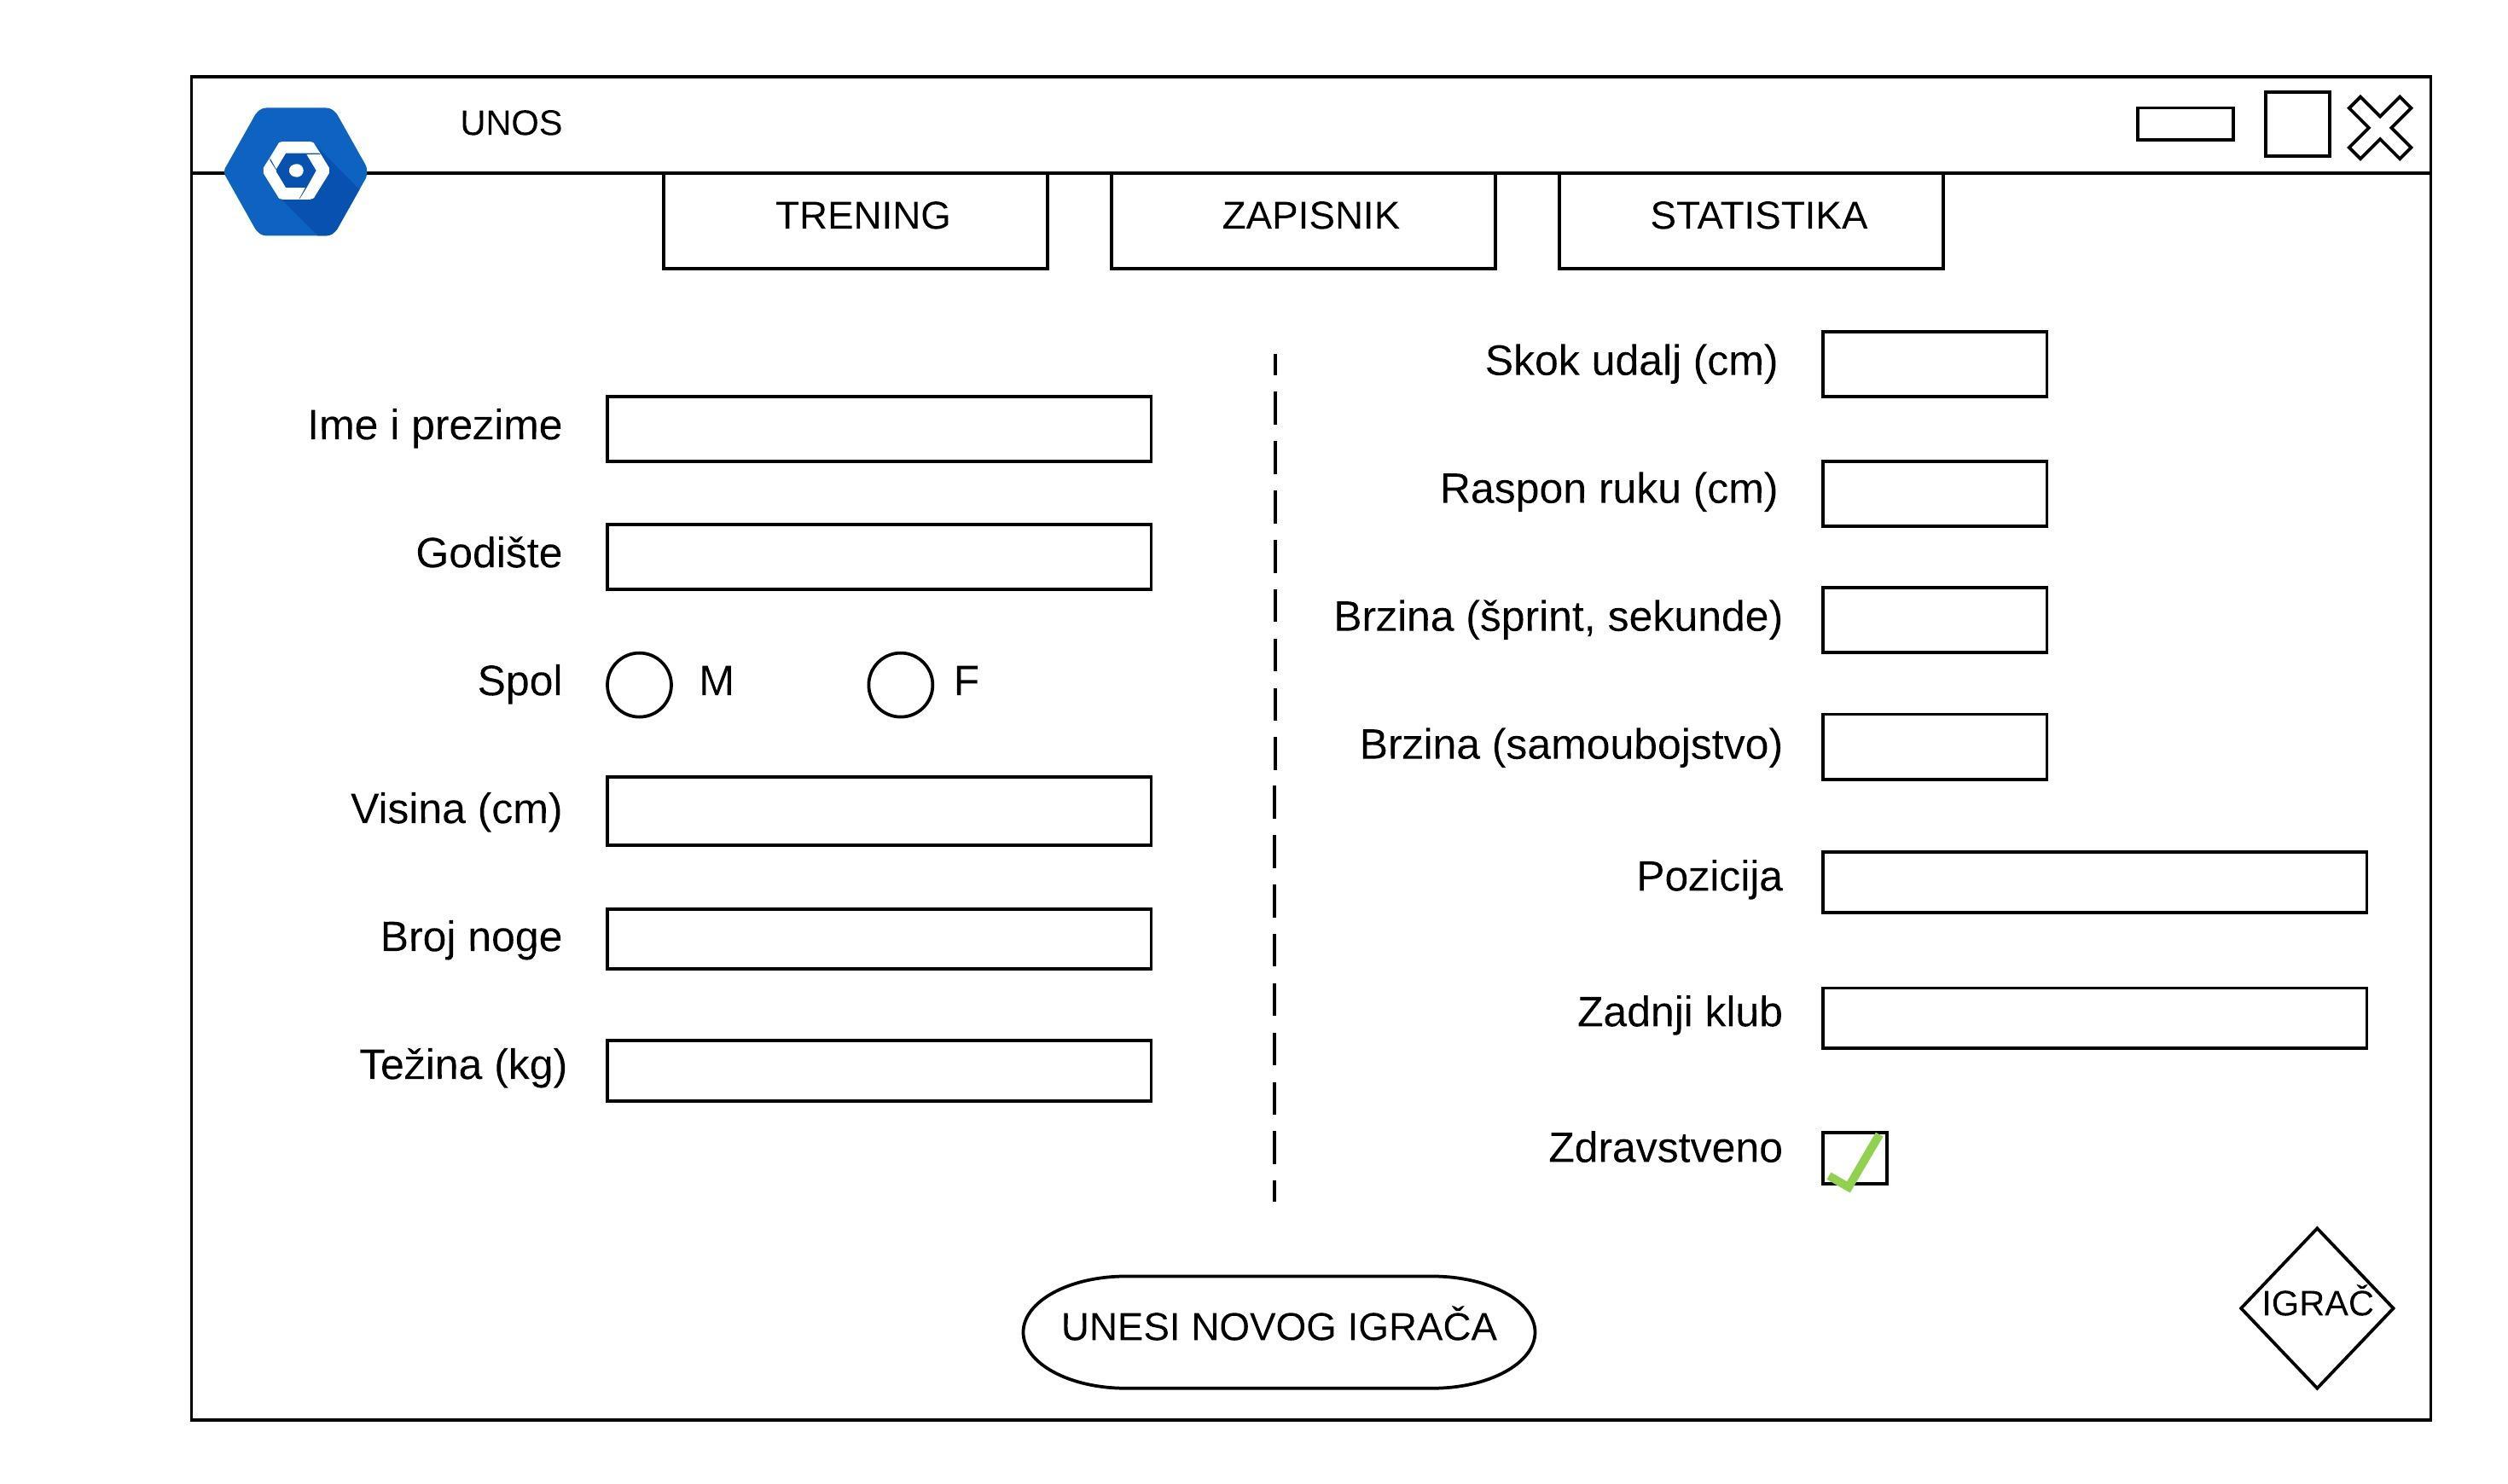 UNOS
TRENING
ZAPISNIK
STATISTIKA
Ime i prezime
Godište
Spol
M
F
Visina (cm)
Broj noge
Težina (kg)
Skok udalj (cm)
Raspon ruku (cm)
Brzina (šprint, sekunde)
Brzina (samoubojstvo)
Pozicija
Zadnji klub
Zdravstveno
UNESI NOVOG IGRAČA
IGRAČ